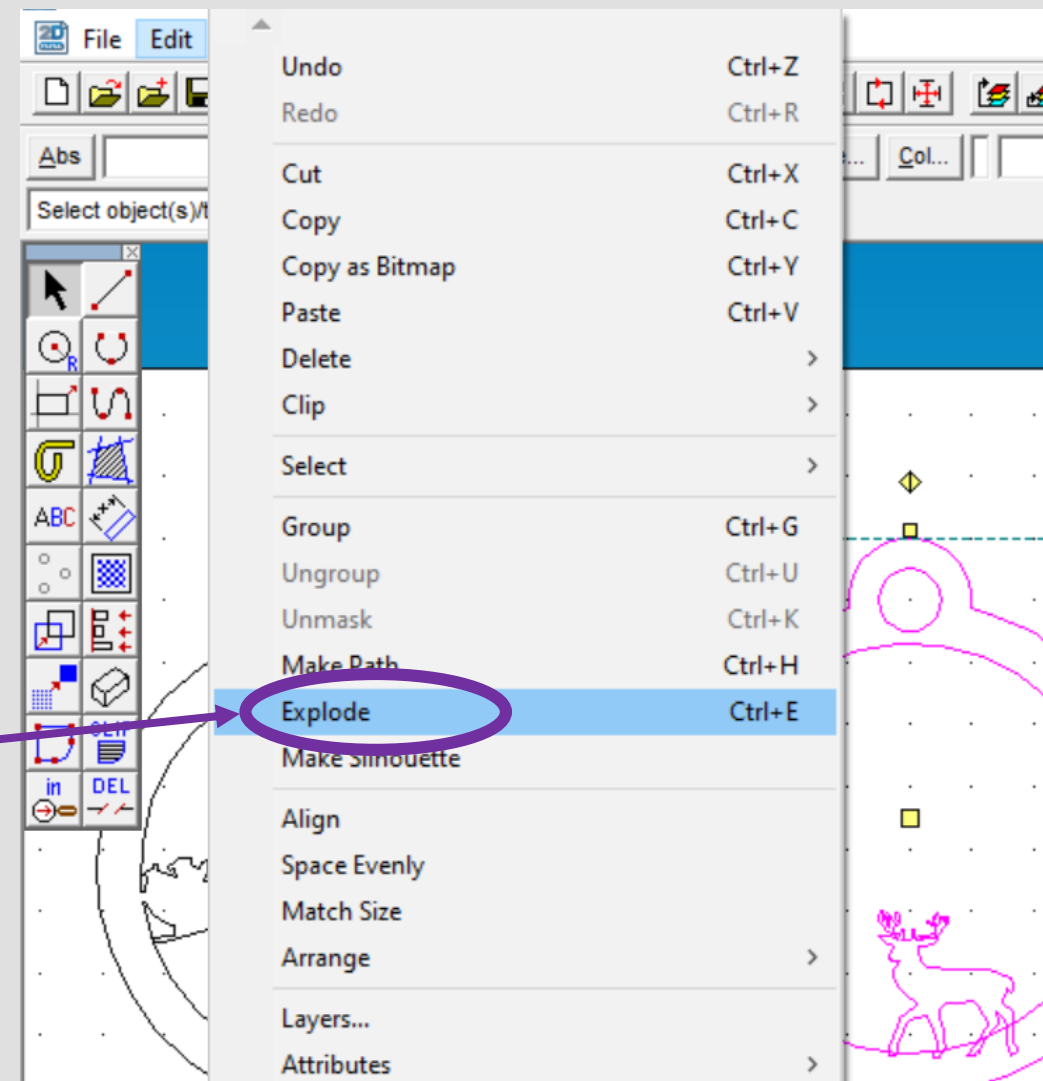 2D
File Edit
Abs
Col...
Select object(s)/t
R
ABC
CLIP
in DEL
Undo Ctrl+Z
Redo Ctrl+R
Cut Ctrl+X
Copy Ctrl+C
Copy as Bitmap Ctrl+Y
Paste Ctrl+V
Delete
Clip
Select
Group Ctrl+G
Ungroup Ctrl+U
Unmask Ctrl+K
Make Path Ctrl+H
Explode Ctrl+E
Make Silhouette
Align
Space Evenly
Match Size
Arrange
Layers...
Attributes